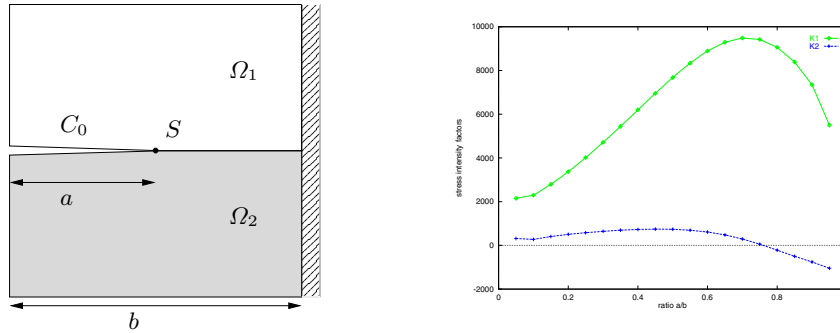 Ω₁
C₀
S
a
Ω₂
b
10000
8000
6000
4000
2000
0
-2000
stress intensity factors
K1
K2
0
0.2
0.4
0.6
0.8
ratio a/b